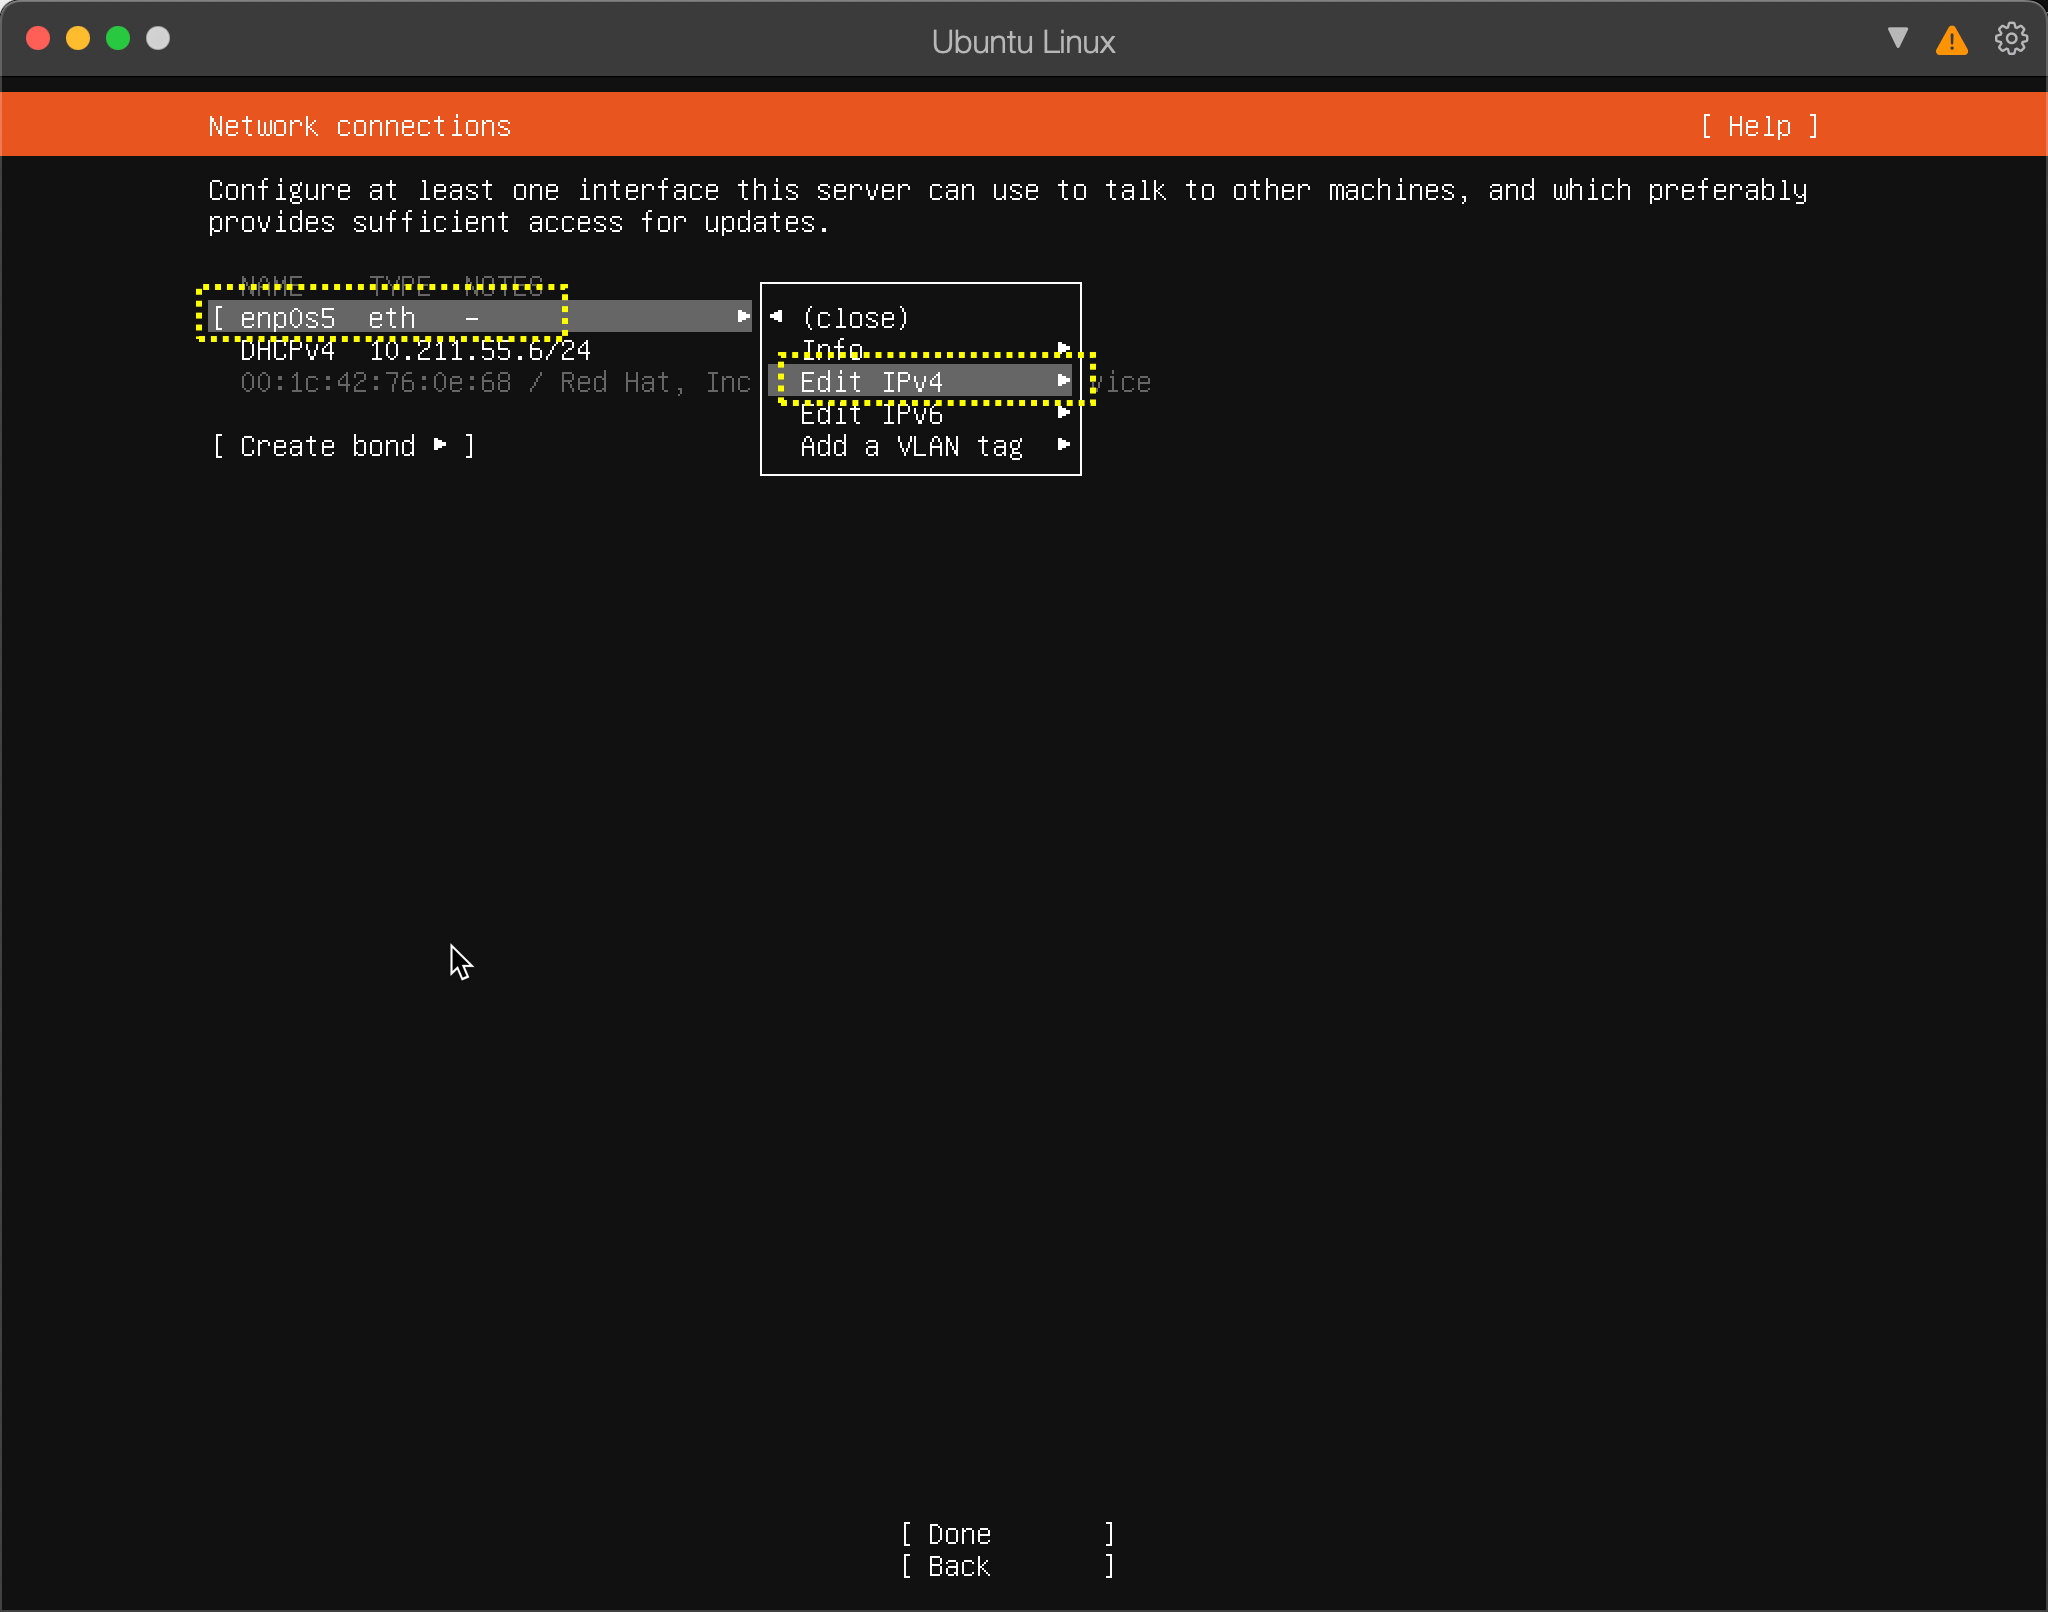 Ubuntu Linux
Network connections [ Help ]
Configure at least one interface this server can use to talk to other machines, and which preferably
provides sufficient access for updates.
NAME TYPE NOTES
[ enp0s5 eth - ▶
DHCPv4 10.211.55.6/24
00:1c:42:76:0e:68 / Red Hat, Inc vice
[ Create bond ▶ ]
◀ (close)
Info ▶
Edit IPv4 ▶
Edit IPv6 ▶
Add a VLAN tag ▶
[ Done ]
[ Back ]